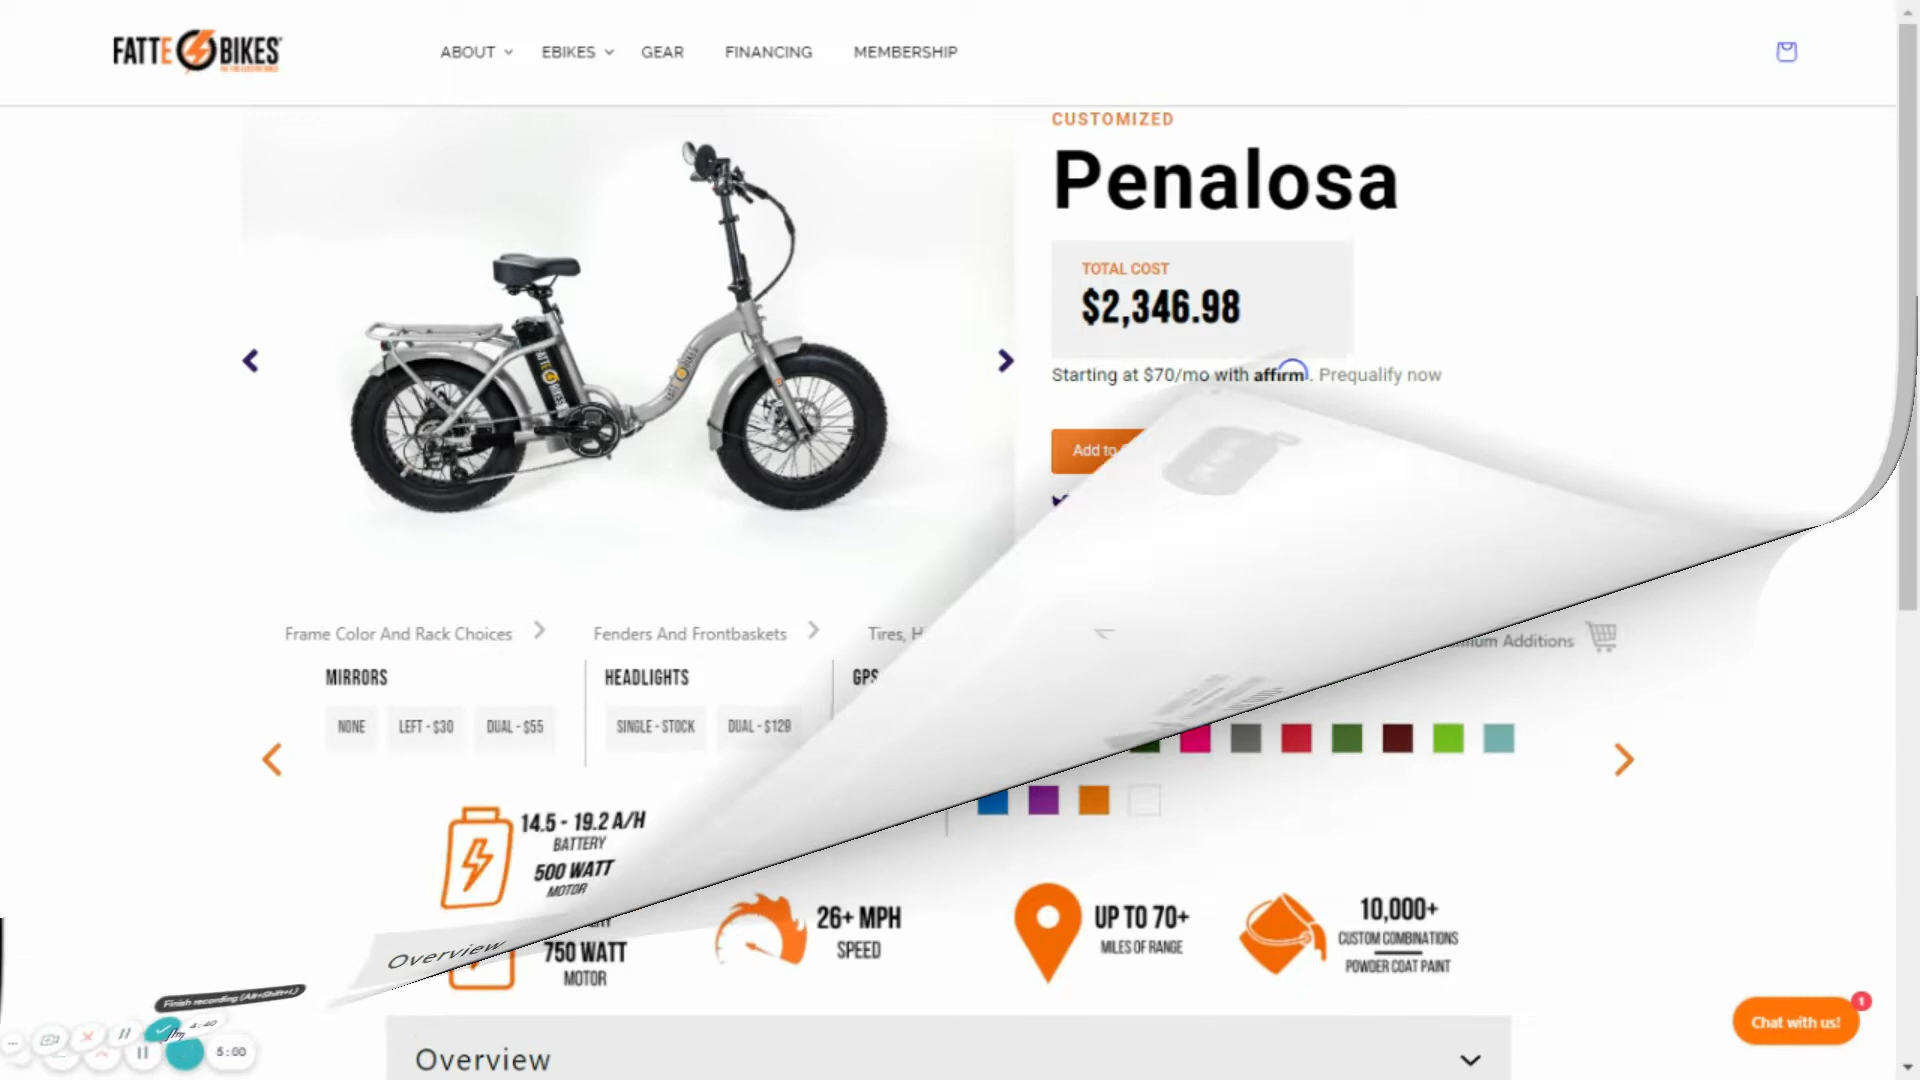 FATTE BIKES
ABOUT EBIKES GEAR FINANCING MEMBERSHIP
CUSTOMIZED
Penalosa
TOTAL COST
$2,346.98
Starting at $70/mo with affirm. Prequalify now
Add to
Frame Color And Rack Choices
Fenders And Frontbaskets
Tires, H
Additions
MIRRORS
NONE LEFT - $30 DUAL - $55
HEADLIGHTS
SINGLE - STOCK DUAL - $129
GPS
14.5 - 19.2 A/H
BATTERY
500 WATT
MOTOR
750 WATT
MOTOR
26+ MPH
SPEED
UP TO 70+
MILES OF RANGE
10,000+
CUSTOM COMBINATIONS
POWDER COAT PAINT
Overview
Overview
Finish recording (Alt+Shift+L)
4:40
5:00
Chat with us!
1